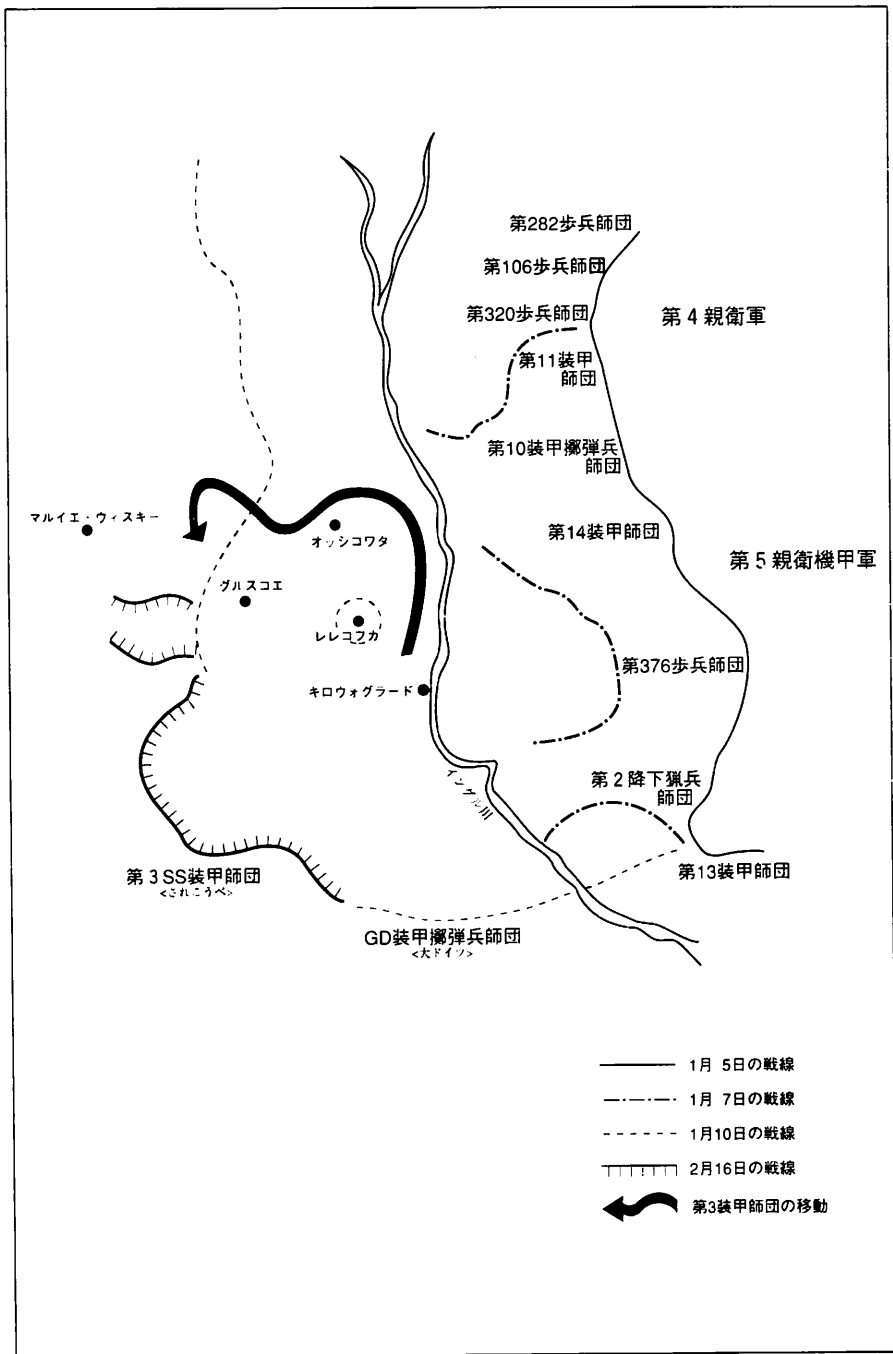 第282歩兵師団
第106歩兵師団
第320歩兵師団
第4親衛軍
第11装甲
師団
第10装甲擲弾兵
師団
マルイエ・ウィスキー
オッシコワタ
第14装甲師団
第5親衛機甲軍
グルスコエ
レレコフカ
第376歩兵師団
キロウォグラード
イングル川
第2降下猟兵
師団
第13装甲師団
第3SS装甲師団
<されこうべ>
GD装甲擲弾兵師団
<大ドイツ>
1月 5日の戦線
1月 7日の戦線
1月10日の戦線
2月16日の戦線
第3装甲師団の移動